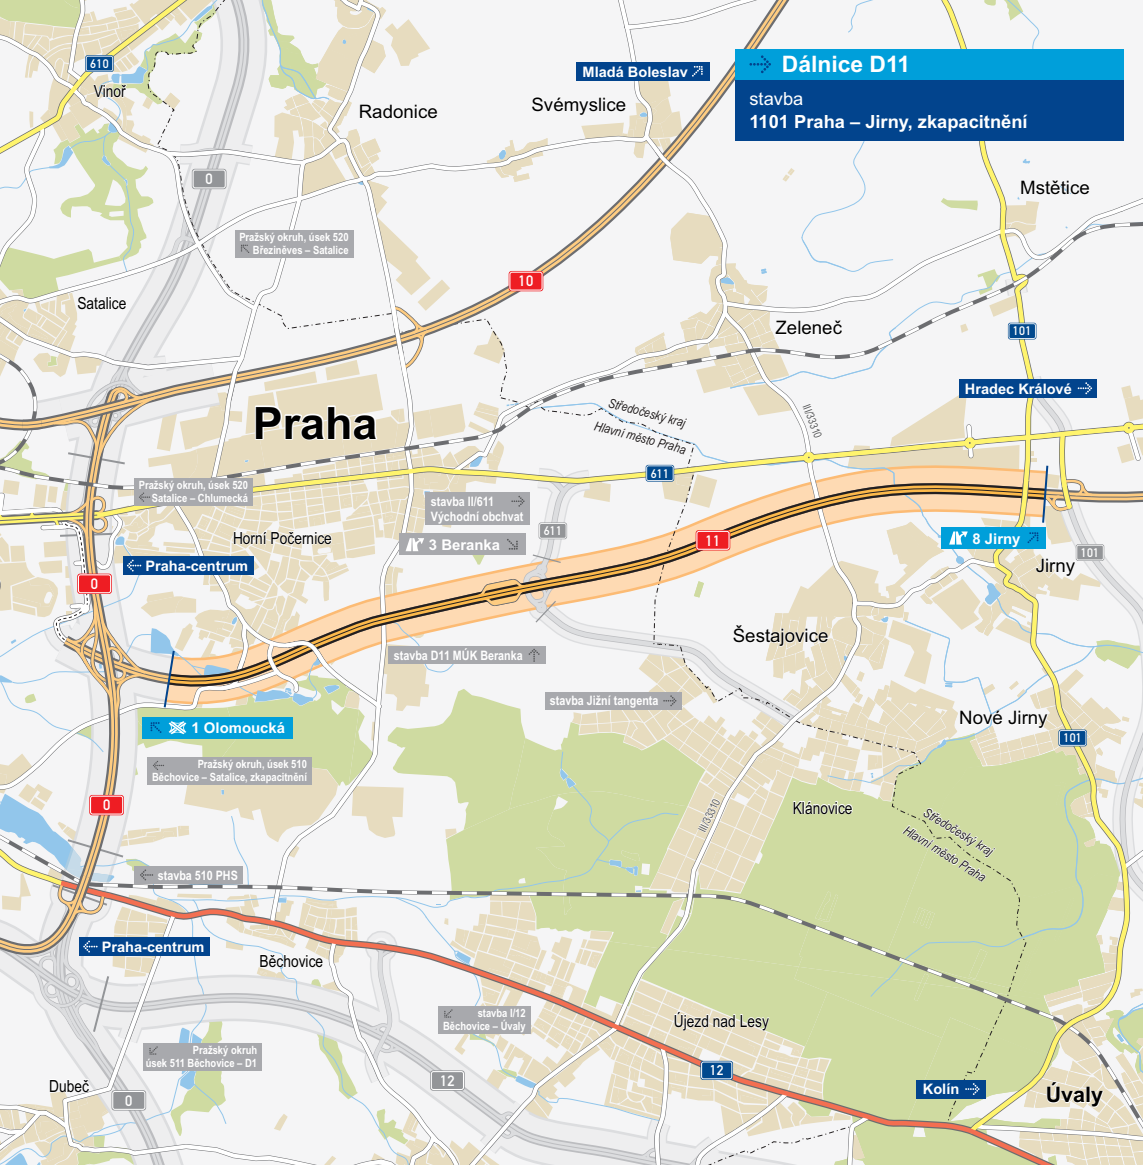 610
Vinoř
Radonice
Svémyslice
Mladá Boleslav
Dálnice D11
stavba
1101 Praha – Jirny, zkapacitnění
0
Mstětice
Pražský okruh, úsek 520
Březiněves – Satalice
10
Satalice
Zeleneč
101
Hradec Králové
Praha
Středočeský kraj
Hlavní město Praha
III/33310
611
Pražský okruh, úsek 520
Satalice – Chlumecká
stavba II/611
Východní obchvat
611
3 Beranka
Horní Počernice
11
8 Jirny
101
Jirny
Praha-centrum
0
stavba D11 MÚK Beranka
Šestajovice
stavba Jižní tangenta
1 Olomoucká
Nové Jirny
101
Pražský okruh, úsek 510
Běchovice – Satalice, zkapacitnění
0
Klánovice
III/33310
Středočeský kraj
Hlavní město Praha
stavba 510 PHS
Praha-centrum
Běchovice
stavba I/12
Běchovice – Úvaly
Újezd nad Lesy
Pražský okruh
úsek 511 Běchovice – D1
12
12
Kolín
Úvaly
Dubeč
0